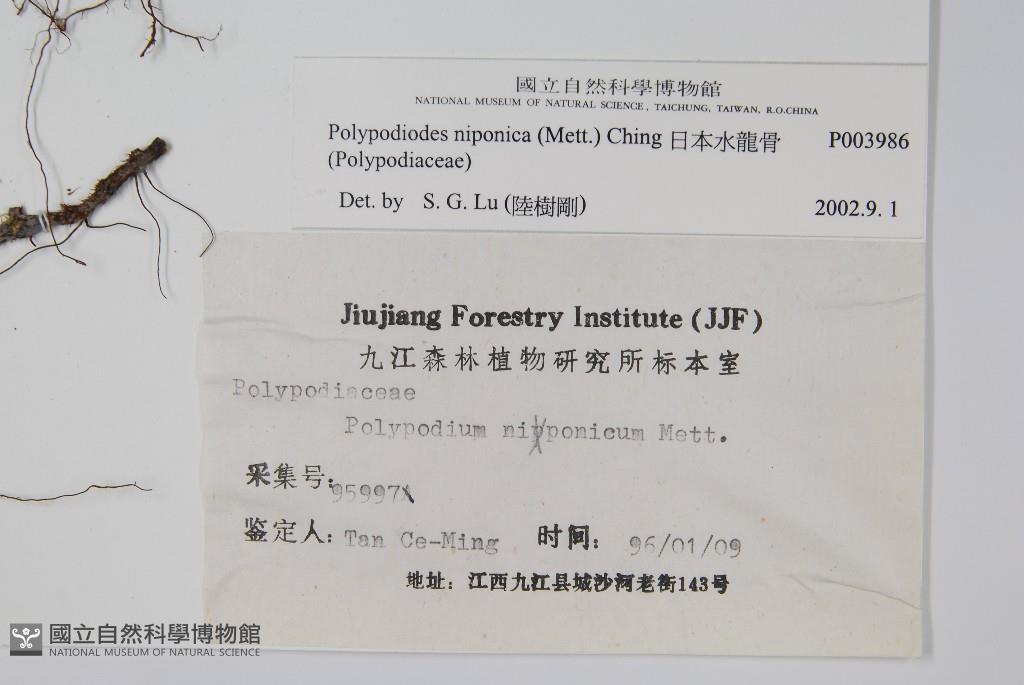 國立自然科學博物館
NATIONAL MUSEUM OF NATURAL SCIENCE, TAICHUNG, TAIWAN, R.O.CHINA
Polypodiodes niponica (Mett.) Ching 日本水龍骨 P003986
(Polypodiaceae)
Det. by S. G. Lu (陸樹剛) 2002.9. 1
Jiujiang Forestry Institute (JJF)
九江森林植物研究所标本室
Polypodiaceae
Polypodium niponicum Mett.
采集号: 95997
鉴定人: Tan Ce-Ming 时间: 96/01/09
地址: 江西九江县城沙河老街143号
國立自然科學博物館
NATIONAL MUSEUM OF NATURAL SCIENCE